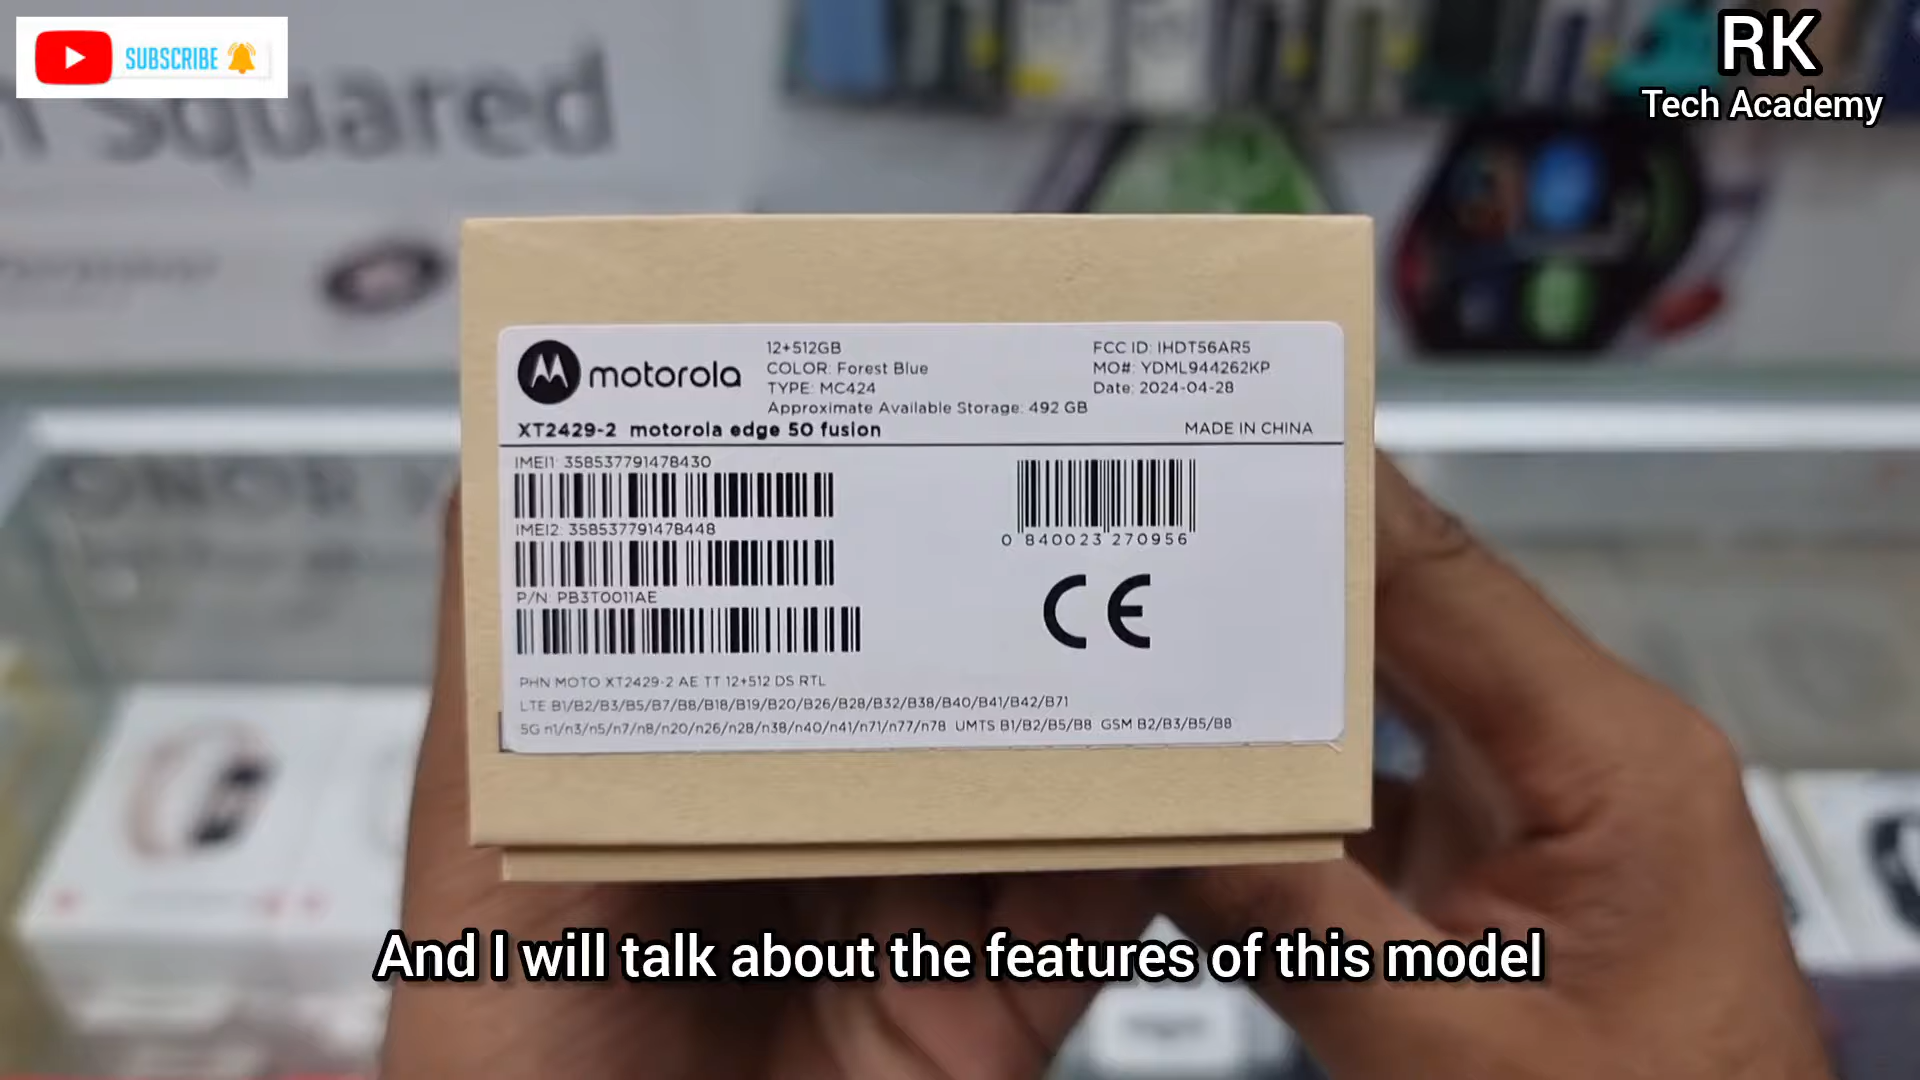 SUBSCRIBE
RK
Tech Academy
Squared
motorola
12+512GB
COLOR: Forest Blue
TYPE: MC424
Approximate Available Storage: 492 GB
FCC ID: IHDT56AR5
MO#: YDML944262KP
Date: 2024-04-28
XT2429-2 motorola edge 50 fusion
MADE IN CHINA
IMEI1: 358537791478430
IMEI2: 358537791478448
P/N: PB3T0011AE
0 840023 270956
CE
PHN MOTO XT2429-2 AE TT 12+512 DS RTL
LTE B1/B2/B3/B5/B7/B8/B18/B19/B20/B26/B28/B32/B38/B40/B41/B42/B71
5G n1/n3/n5/n7/n8/n20/n26/n28/n38/n40/n41/n71/n77/n78 UMTS B1/B2/B5/B8 GSM B2/B3/B5/B8
And I will talk about the features of this model